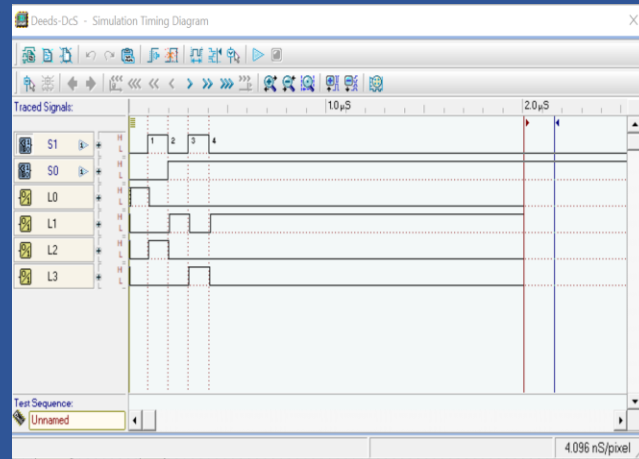 Deeds-DcS - Simulation Timing Diagram X
Traced Signals: 1.0µS 2.0µS
1 2 3 4
S1 H L
S0 H L
L0 H L
L1 H L
L2 H L
L3 H L
Test Sequence:
Unnamed
4.096 nS/pixel